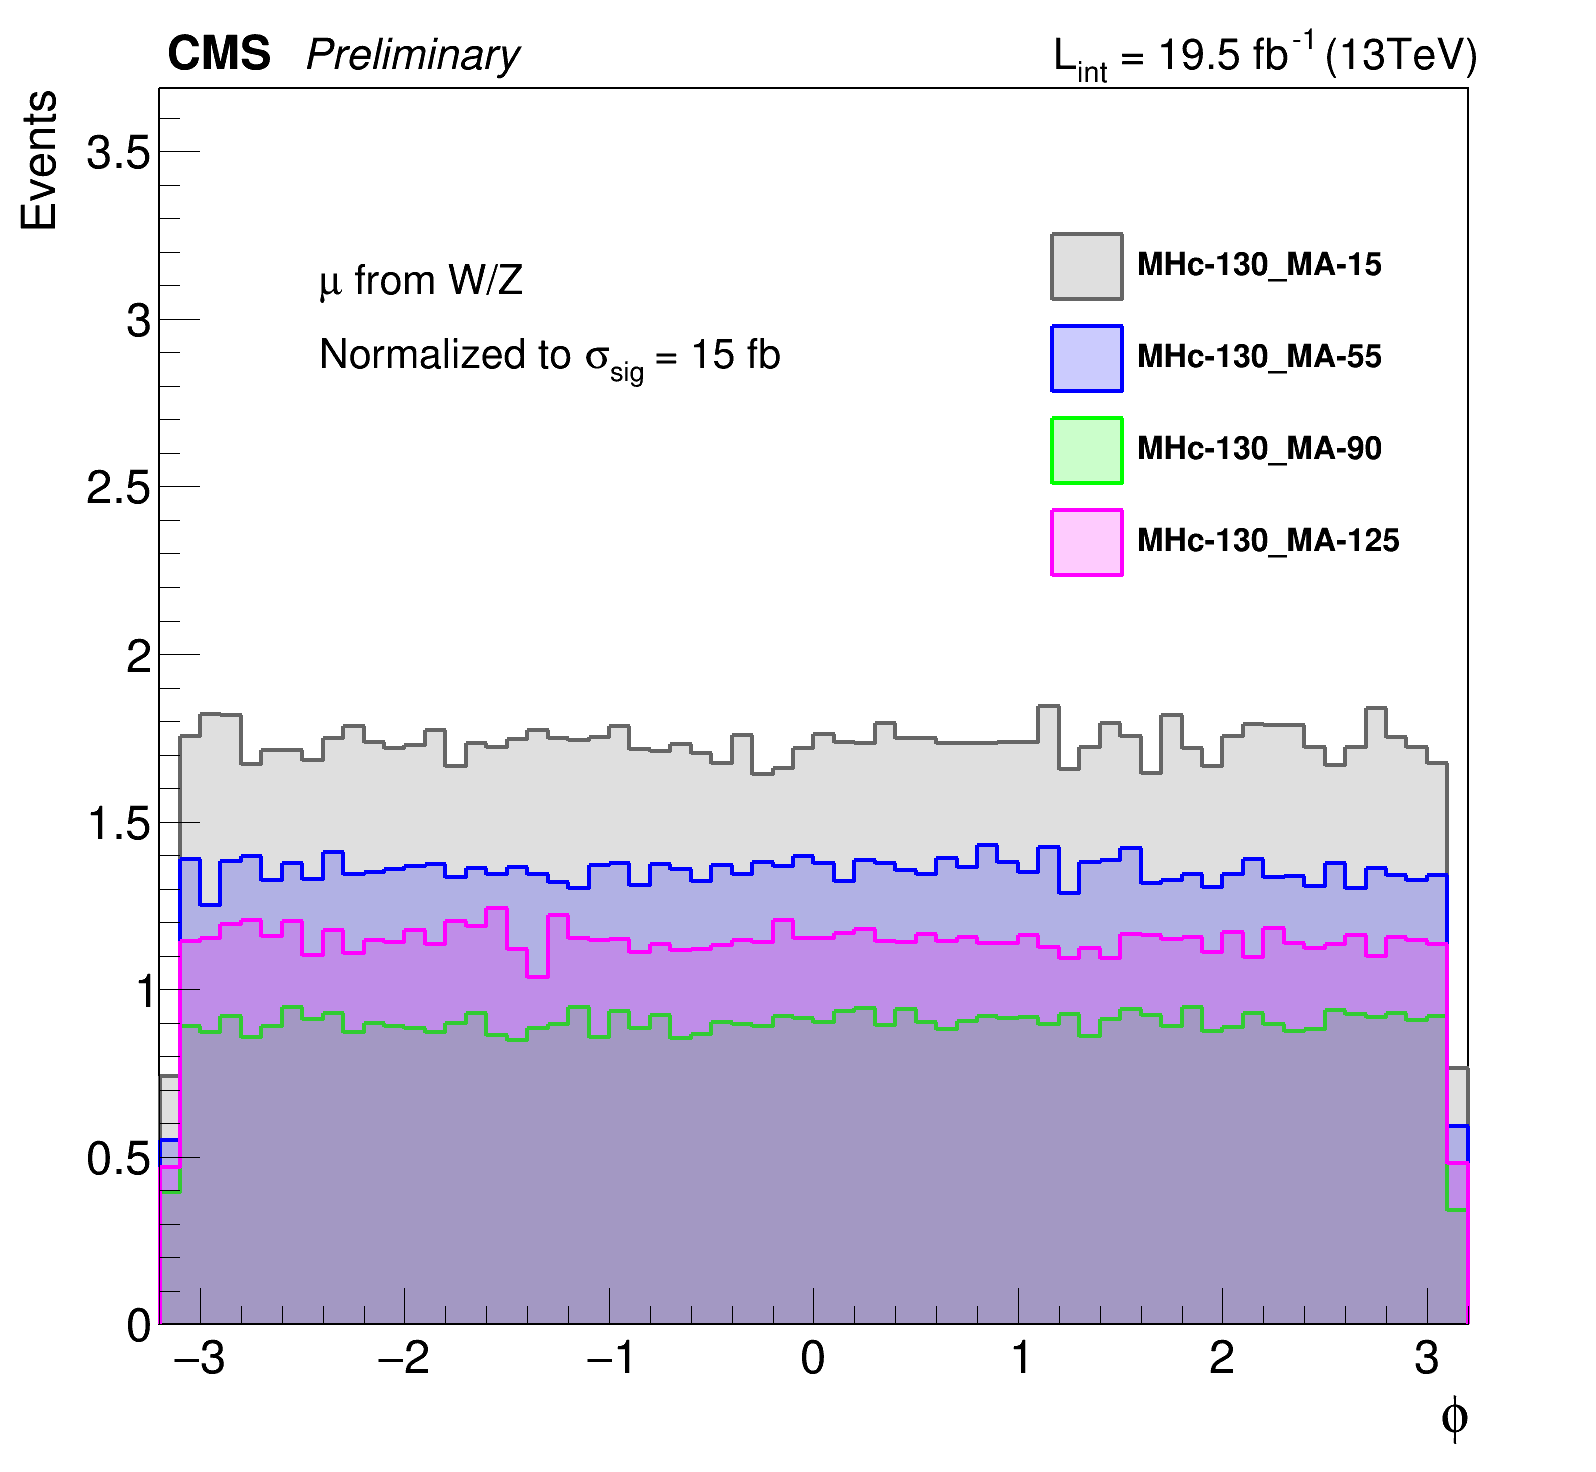 CMS Preliminary
L_int = 19.5 fb^-1 (13TeV)
Events
μ from W/Z
Normalized to σ_sig = 15 fb
MHc-130_MA-15
MHc-130_MA-55
MHc-130_MA-90
MHc-130_MA-125
3.5
3
2.5
2
1.5
1
0.5
0
−3 −2 −1 0 1 2 3
ϕ